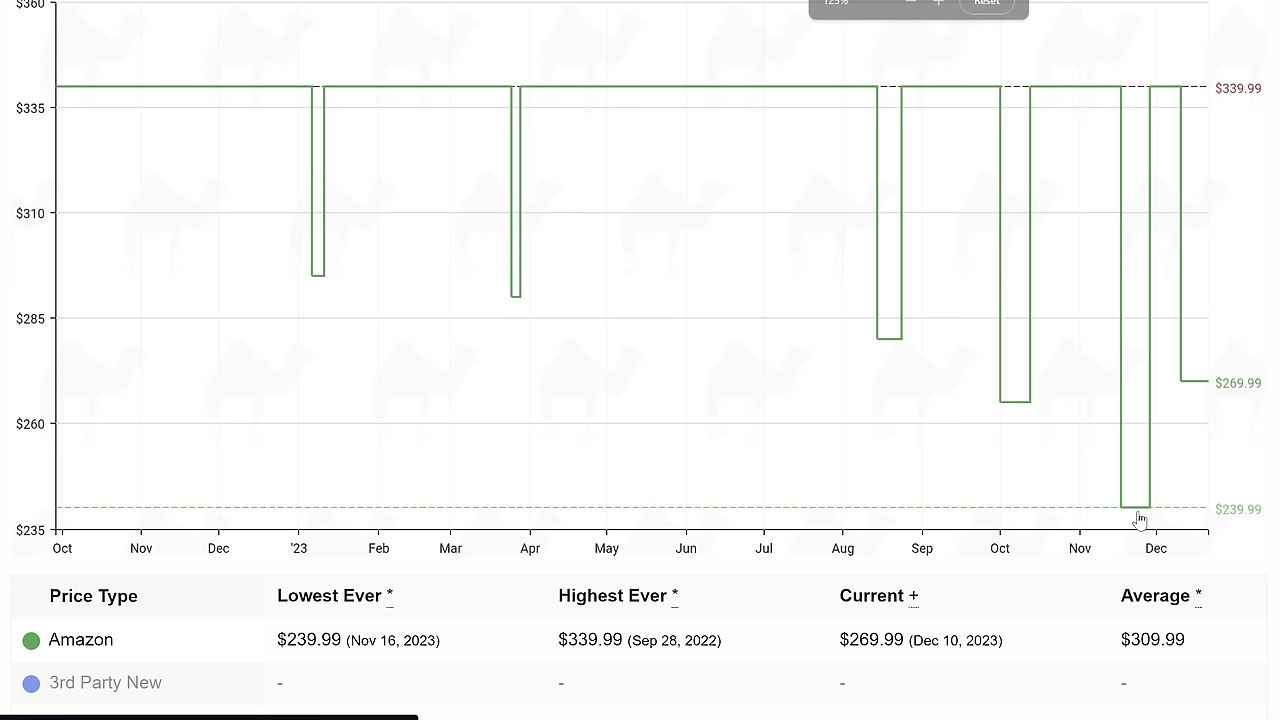 $360
125% − + Reset
$339.99
$335
$310
$285
$269.99
$260
$239.99
$235
Oct Nov Dec '23 Feb Mar Apr May Jun Jul Aug Sep Oct Nov Dec
Price Type Lowest Ever * Highest Ever * Current + Average *
Amazon $239.99 (Nov 16, 2023) $339.99 (Sep 28, 2022) $269.99 (Dec 10, 2023) $309.99
3rd Party New - - - -